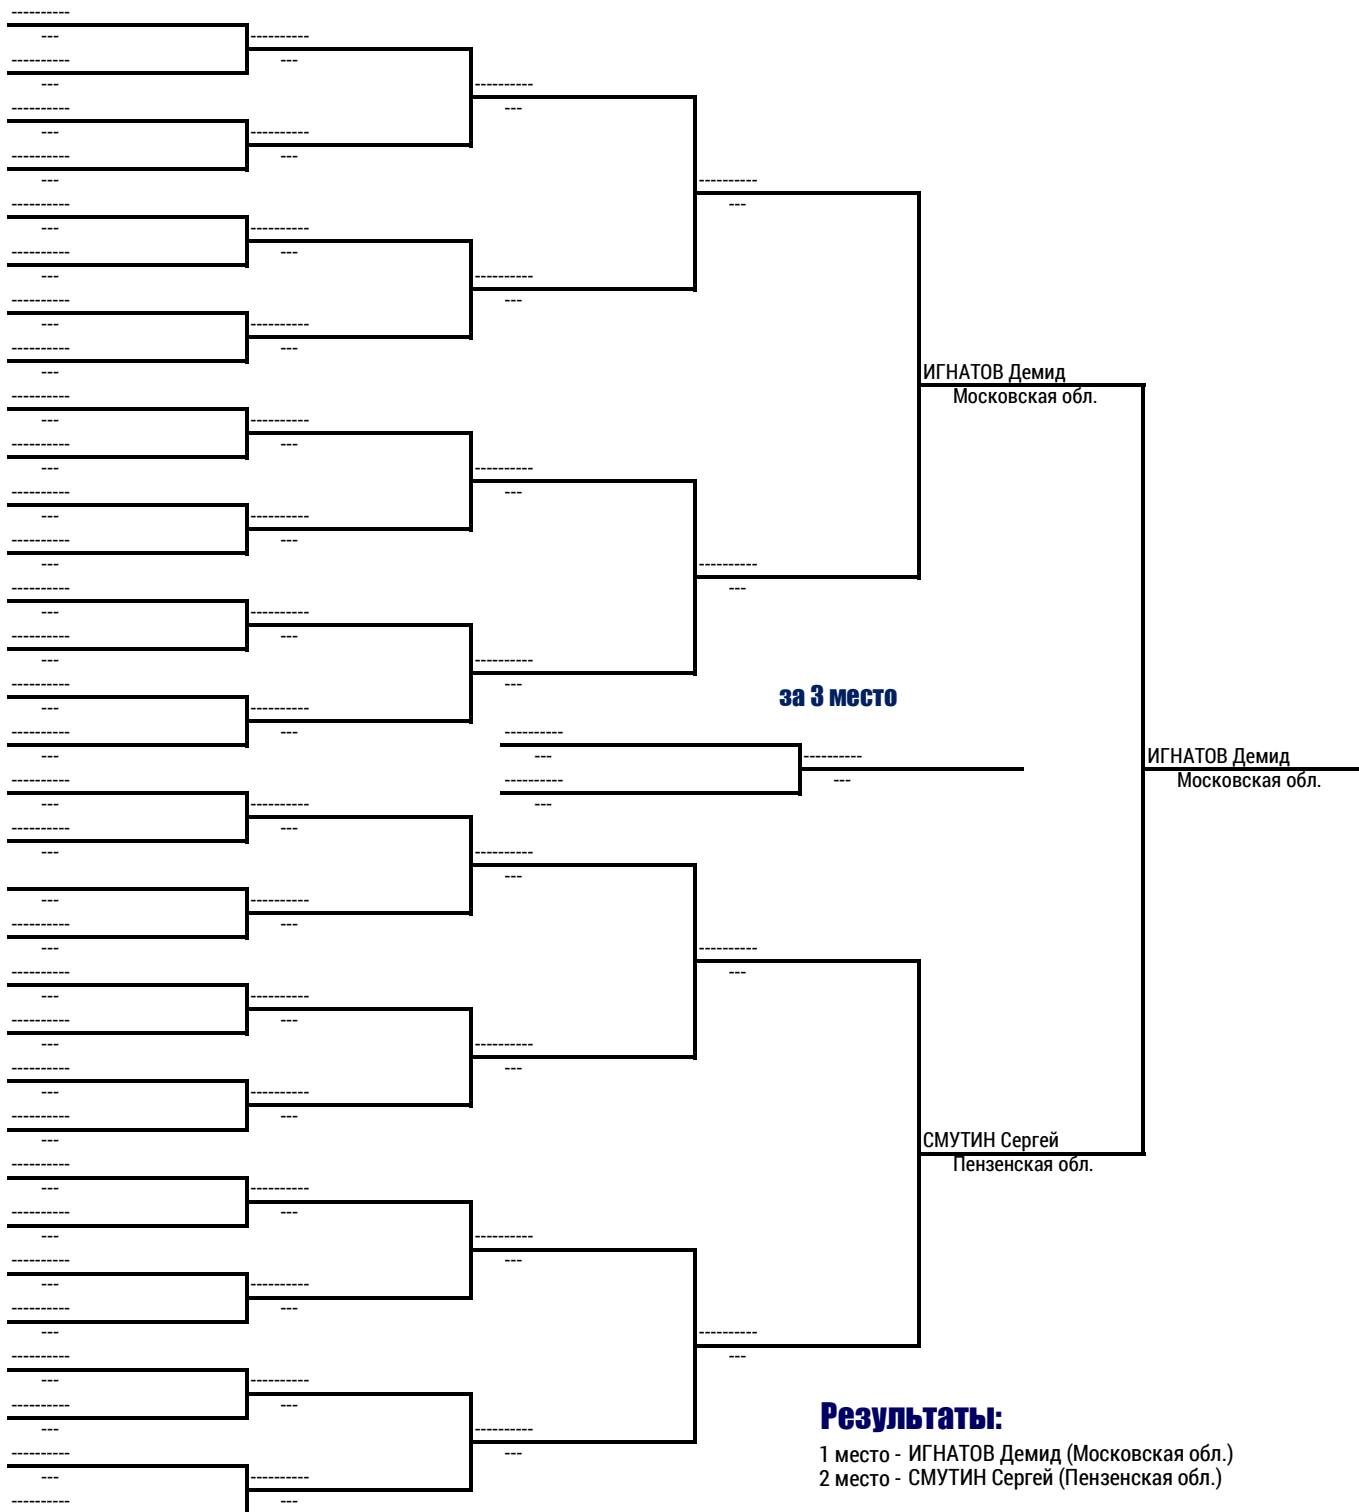 ИГНАТОВ Демид
Московская обл.
за 3 место
ИГНАТОВ Демид
Московская обл.
СМУТИН Сергей
Пензенская обл.
Результаты:
1 место - ИГНАТОВ Демид (Московская обл.)
2 место - СМУТИН Сергей (Пензенская обл.)